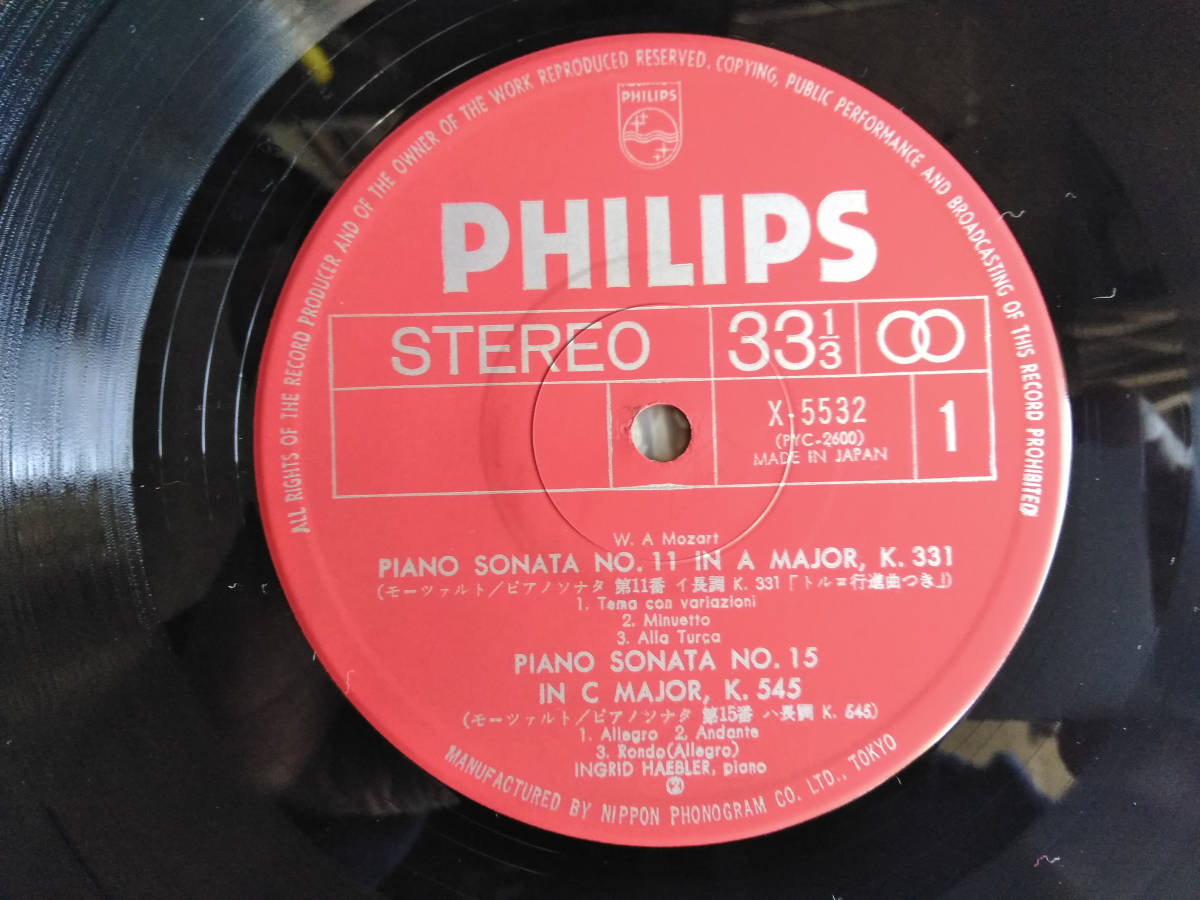 ALL RIGHTS OF THE RECORD PRODUCER AND OF THE OWNER OF THE WORK REPRODUCED RESERVED. COPYING, PUBLIC PERFORMANCE AND BROADCASTING OF THIS RECORD PROHIBITED
PHILIPS
PHILIPS
STEREO 33 1/3
X-5532 1
(PYC-2600)
MADE IN JAPAN
W. A Mozart
PIANO SONATA NO. 11 IN A MAJOR, K. 331
(モーツァルト/ピアノソナタ 第11番 イ長調 K. 331「トルコ行進曲つき」)
1. Tema con variazioni
2. Minuetto
3. Alla Turca
PIANO SONATA NO. 15
IN C MAJOR, K. 545
(モーツァルト/ピアノソナタ 第15番 ハ長調 K. 545)
1. Allegro 2. Andante
3. Rondo(Allegro)
INGRID HAEBLER, piano
MANUFACTURED BY NIPPON PHONOGRAM CO. LTD., TOKYO